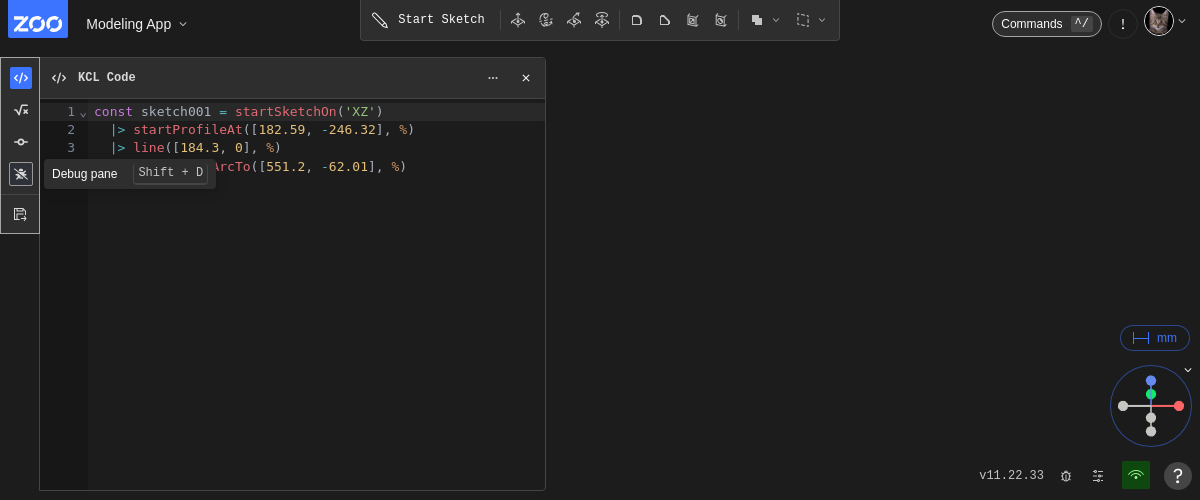 ZOO Modeling App
Start Sketch
Commands ^/
!
KCL Code
1 const sketch001 = startSketchOn('XZ')
2 |> startProfileAt([182.59, -246.32], %)
3 |> line([184.3, 0], %)
ArcTo([551.2, -62.01], %)
Debug pane Shift + D
mm
v11.22.33
?